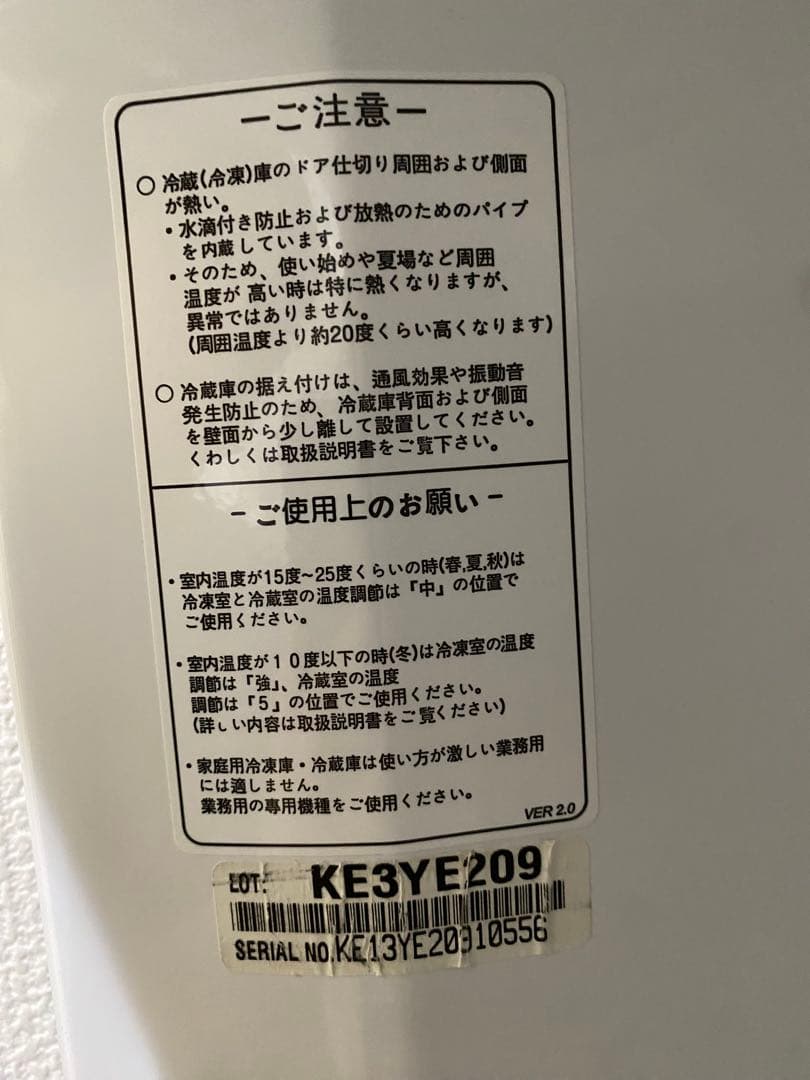 －ご注意－
○ 冷蔵(冷凍)庫のドア仕切り周囲および側面
が熱い。
・水滴付き防止および放熱のためのパイプ
を内蔵しています。
・そのため、使い始めや夏場など周囲
温度が 高い時は特に熱くなりますが、
異常ではありません。
(周囲温度より約20度くらい高くなります)
○ 冷蔵庫の据え付けは、通風効果や振動音
発生防止のため、冷蔵庫背面および側面
を壁面から少し離して設置してください。
くわしくは取扱説明書をご覧下さい。
- ご使用上のお願い -
・室内温度が15度~25度くらいの時(春,夏,秋)は
冷凍室と冷蔵室の温度調節は『中』の位置で
ご使用ください。
・室内温度が１０度以下の時(冬)は冷凍室の温度
調節は『強』、冷蔵室の温度
調節は『5』の位置でご使用ください。
(詳しい内容は取扱説明書をご覧ください)
・家庭用冷凍庫・冷蔵庫は使い方が激しい業務用
には適しません。
業務用の専用機種をご使用ください。
VER 2.0
LOT: KE3YE209
SERIAL NO.KE13YE20910556